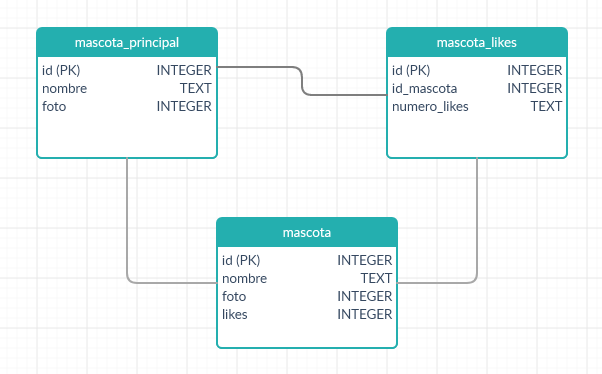 mascota_principal
id (PK) INTEGER
nombre TEXT
foto INTEGER
mascota_likes
id (PK) INTEGER
id_mascota INTEGER
numero_likes TEXT
mascota
id (PK) INTEGER
nombre TEXT
foto INTEGER
likes INTEGER